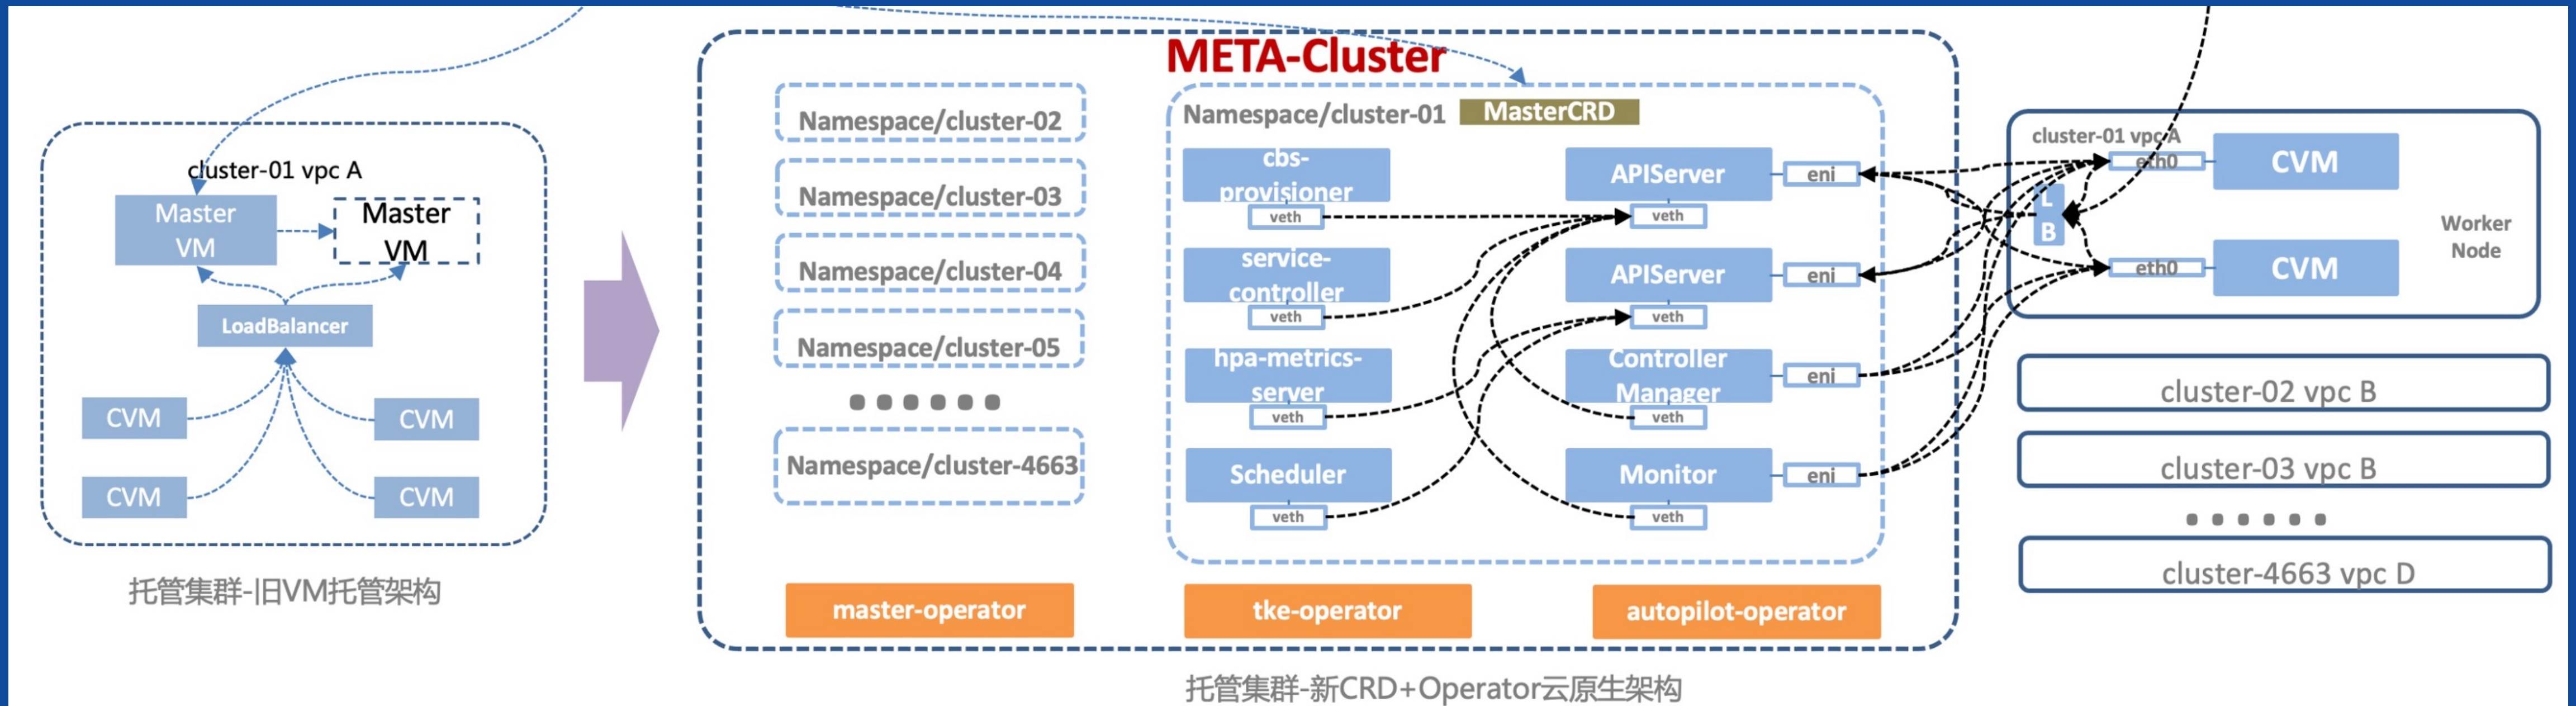 cluster-01 vpc A
Master
VM
Master
VM
LoadBalancer
CVM
CVM
CVM
CVM
托管集群-旧VM托管架构
META-Cluster
Namespace/cluster-02
Namespace/cluster-03
Namespace/cluster-04
Namespace/cluster-05
......
Namespace/cluster-4663
Namespace/cluster-01
MasterCRD
cbs-
provisioner
veth
service-
controller
veth
hpa-metrics-
server
veth
Scheduler
veth
APIServer
eni
veth
APIServer
eni
veth
Controller
Manager
eni
veth
Monitor
eni
veth
master-operator
tke-operator
autopilot-operator
托管集群-新CRD+Operator云原生架构
cluster-01 vpc A
eth0
CVM
L
B
Worker
Node
eth0
CVM
cluster-02 vpc B
cluster-03 vpc B
......
cluster-4663 vpc D